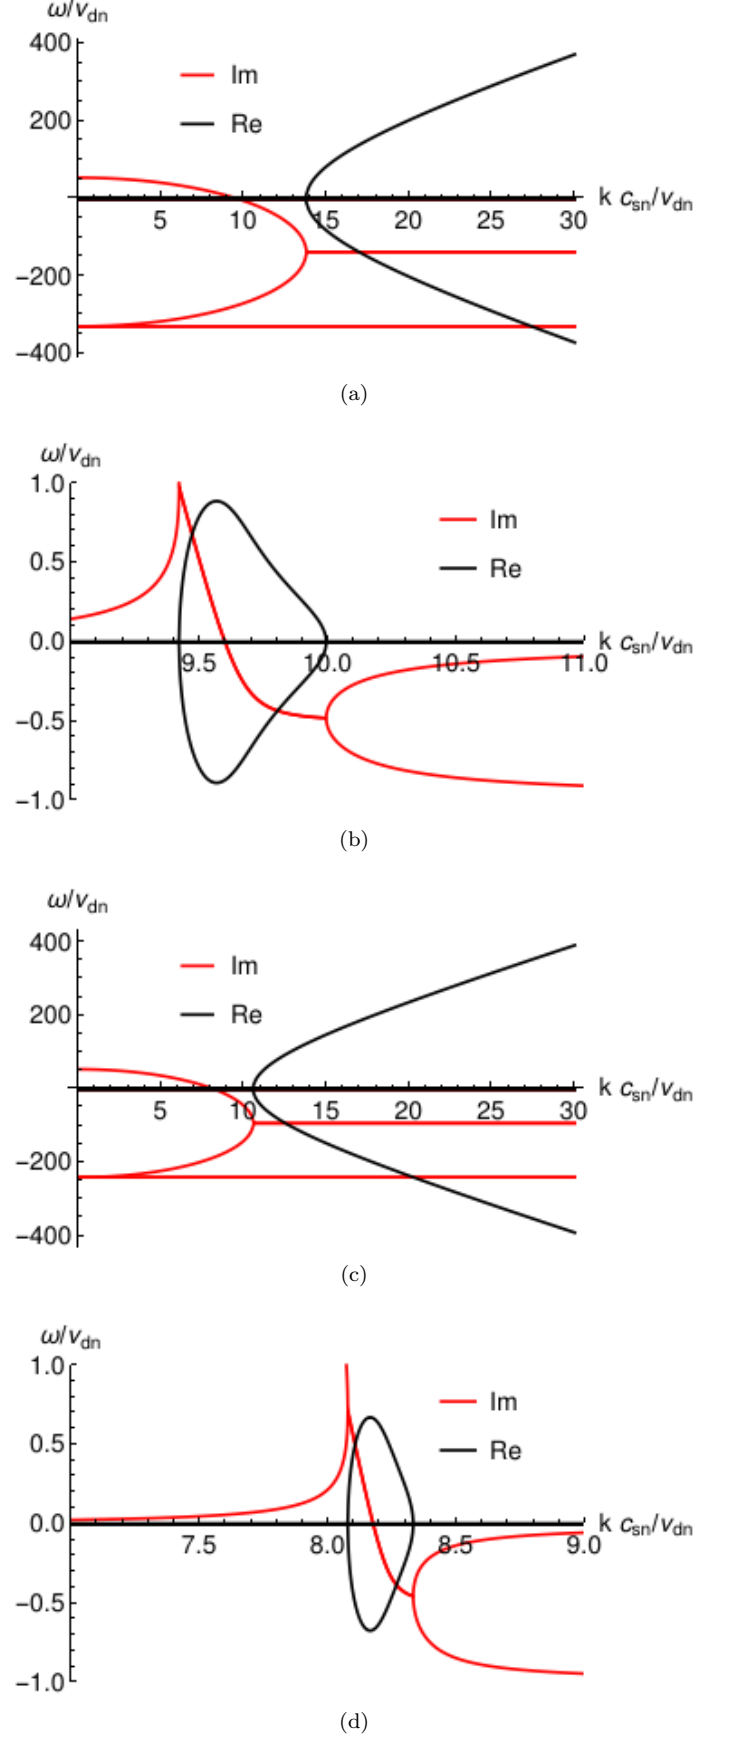 ω/v_dn
400
Im
Re
200
5 10 15 20 25 30 k c_sn/v_dn
−200
−400
(a)
ω/v_dn
1.0
Im
0.5
Re
0.0 k c_sn/v_dn
9.5 10.0 10.5 11.0
−0.5
−1.0
(b)
ω/v_dn
400
Im
200 Re
5 10 15 20 25 30 k c_sn/v_dn
−200
−400
(c)
ω/v_dn
1.0
Im
0.5 Re
0.0 k c_sn/v_dn
7.5 8.0 8.5 9.0
−0.5
−1.0
(d)